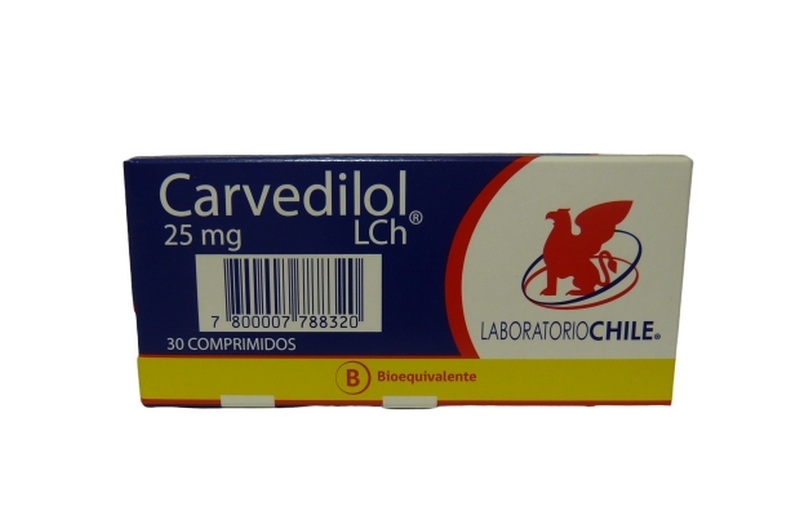 Carvedilol®
25 mg LCh
7 800007 788320
30 COMPRIMIDOS
LABORATORIOCHILE®
B Bioequivalente